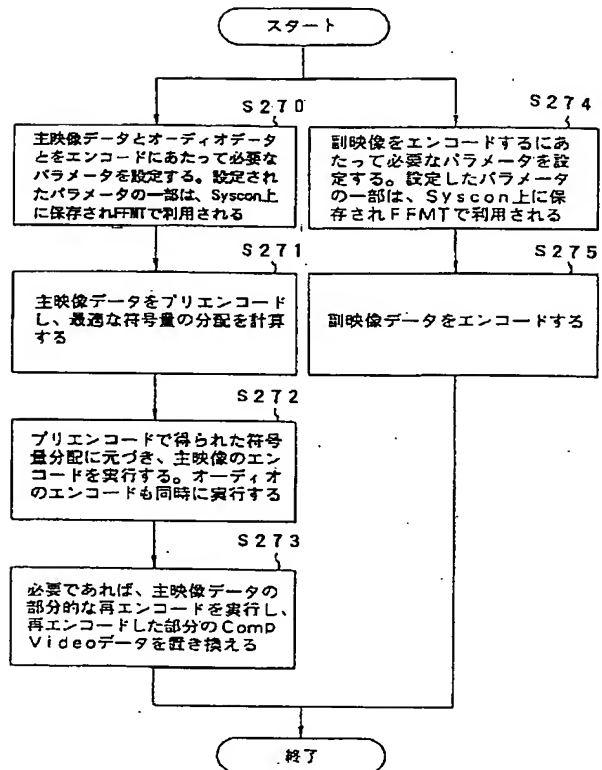 スタート
S270
主映像データとオーディオデータ
とをエンコードにあたって必要な
パラメータを設定する。設定され
たパラメータの一部は、Syscon上
に保存されFFMTで利用される
S271
主映像データをプリエンコード
し、最適な符号量の分配を計算
する
S272
プリエンコードで得られた符号
量分配に元づき、主映像のエン
コードを実行する。オーディオ
のエンコードも同時に実行する
S273
必要であれば、主映像データの
部分的な再エンコードを実行し、
再エンコードした部分のComp
Videoデータを置き換える
S274
副映像をエンコードするにあ
たって必要なパラメータを設
定する。設定したパラメータ
の一部は、Syscon上に保
存されFFMTで利用される
S275
副映像データをエンコードする
終了